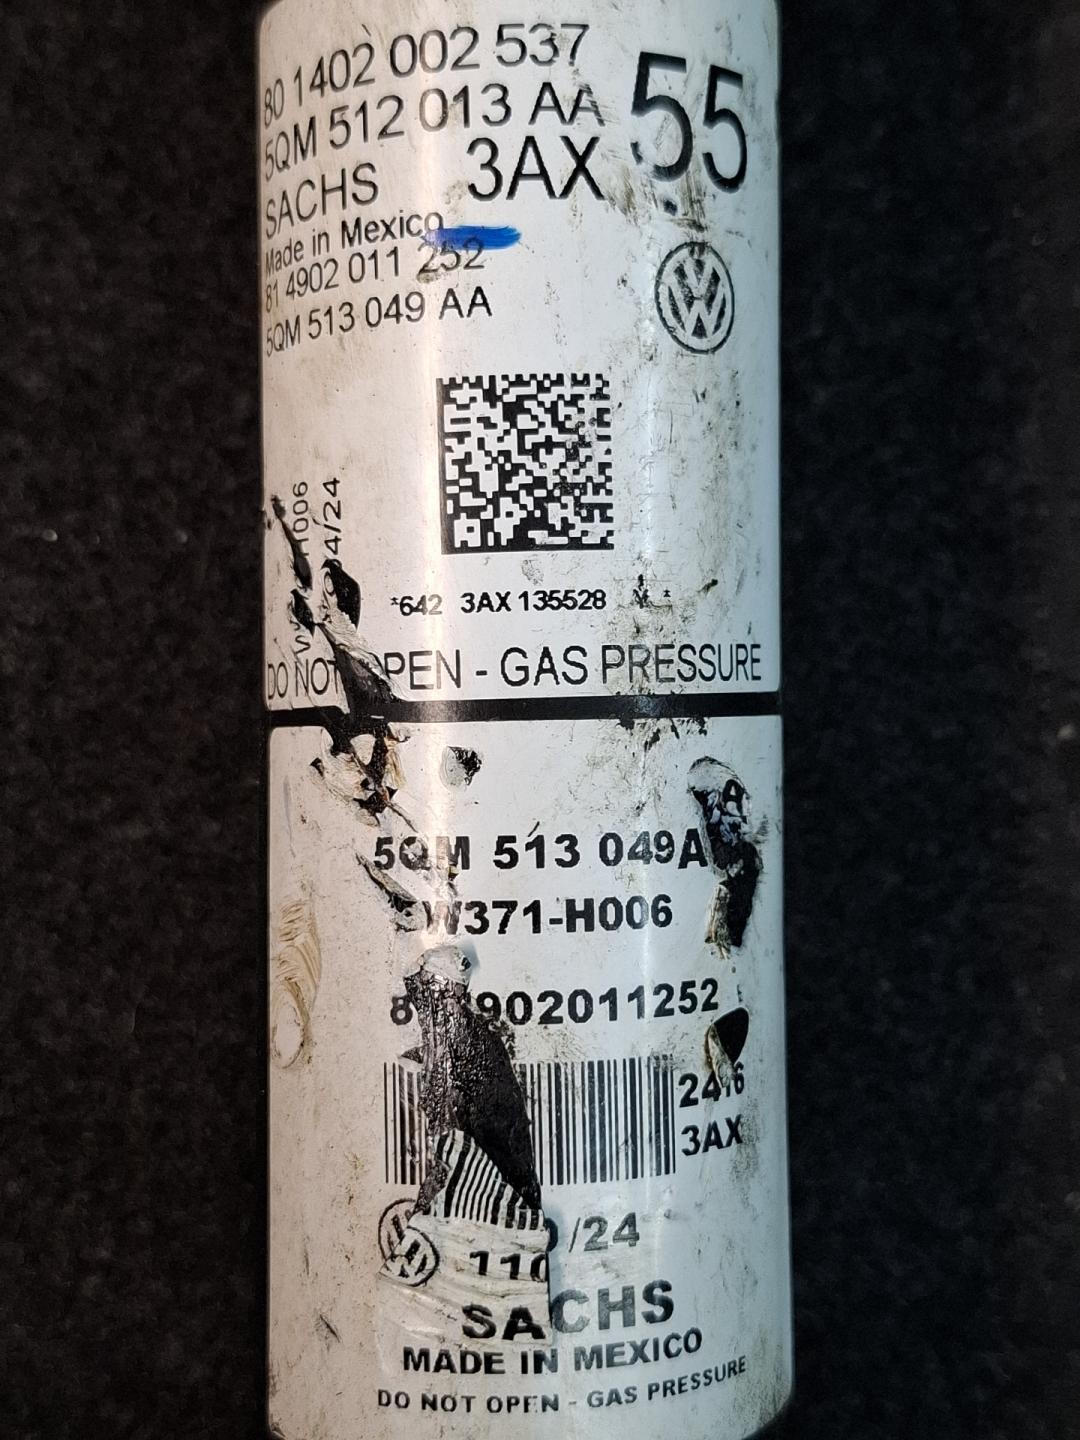 80 1402 002 537
5QM 512 013 AA
55
SACHS 3AX
Made in Mexico
81 4902 011 252
5QM 513 049 AA
*642 3AX 135528 *
DO NOT OPEN - GAS PRESSURE
5QM 513 049A
W371-H006
902011252
3AX
/24
110
SACHS
MADE IN MEXICO
DO NOT OPEN - GAS PRESSURE